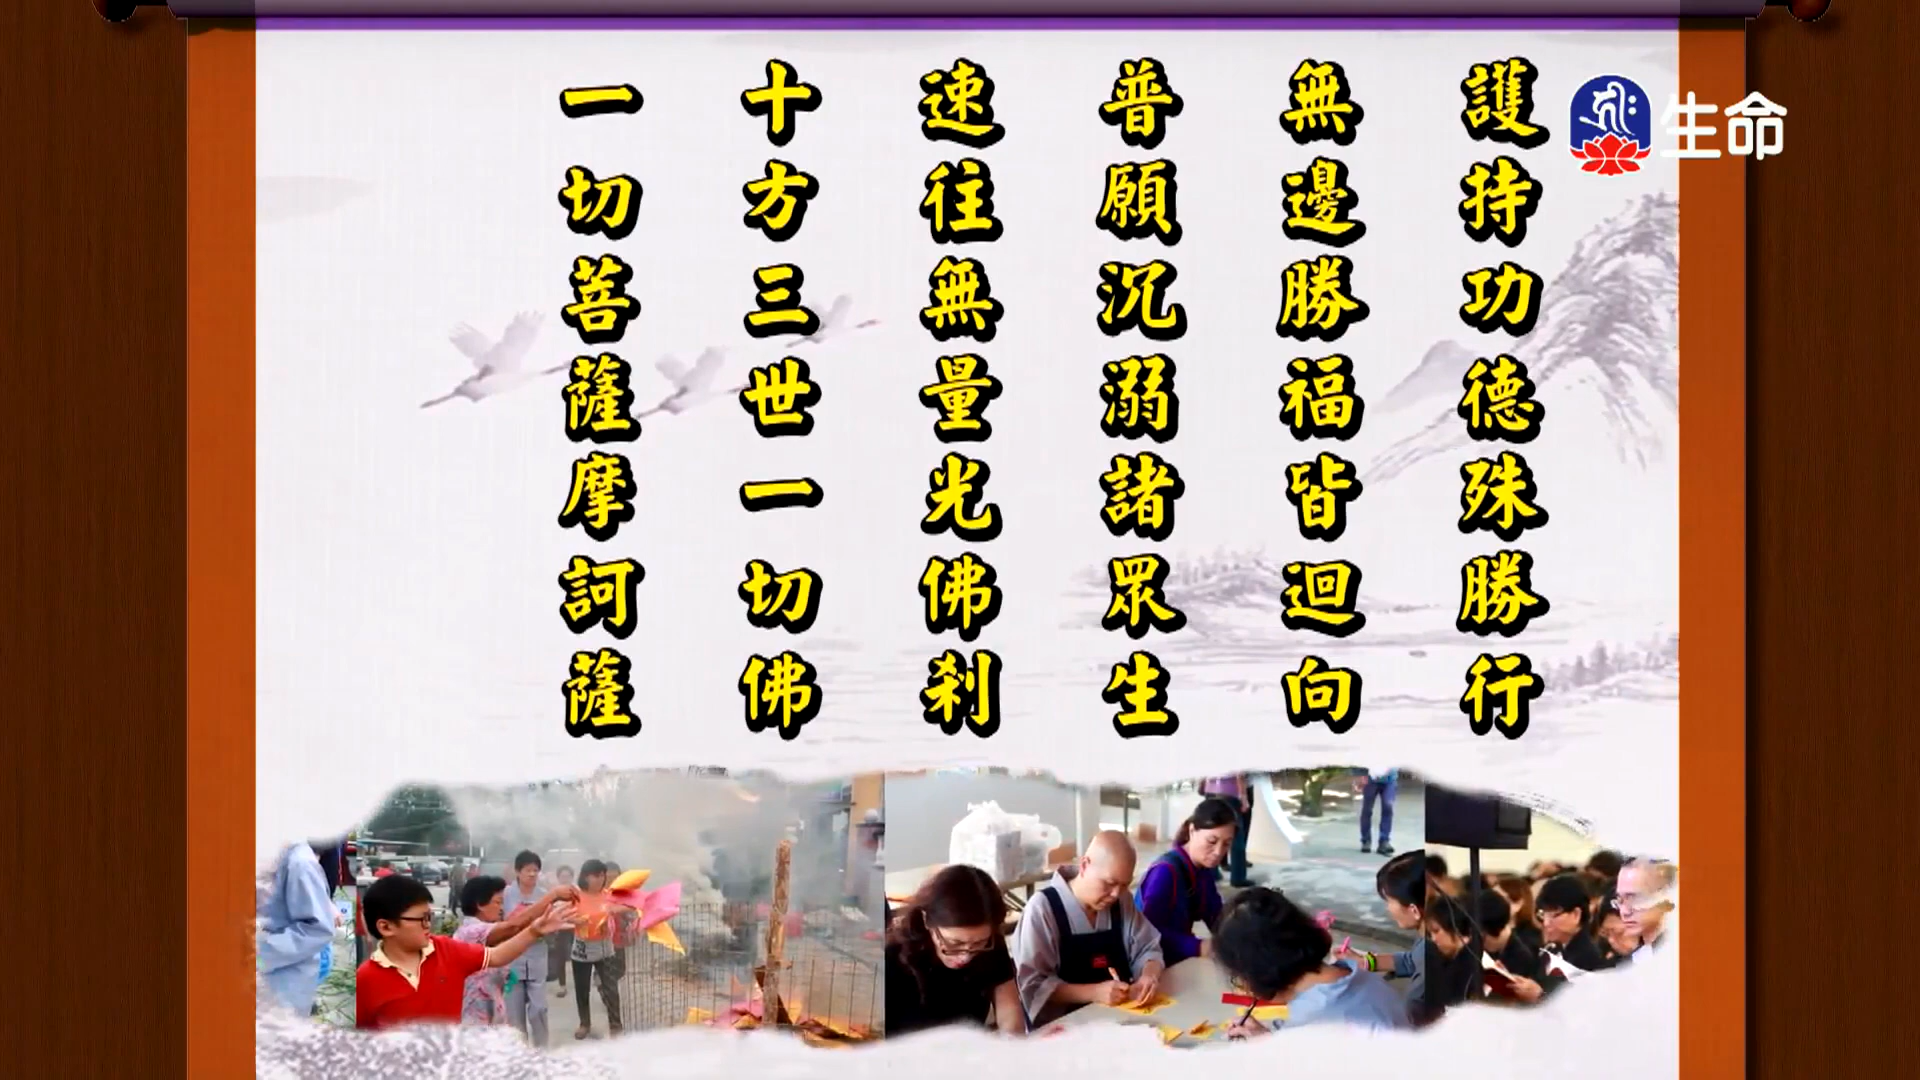 護持功德殊勝行
無邊勝福皆迴向
普願沉溺諸眾生
速往無量光佛剎
十方三世一切佛
一切菩薩摩訶薩
生命